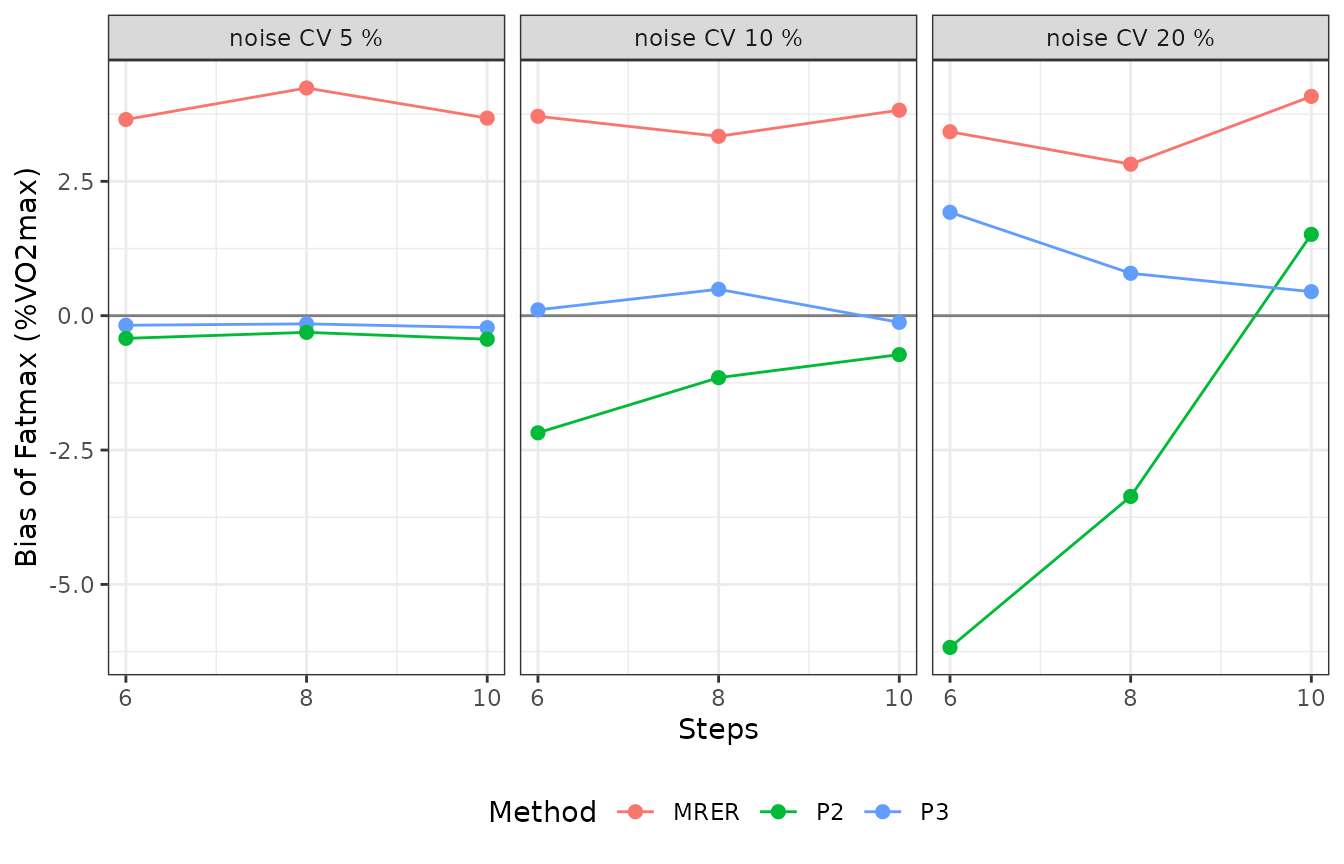 noise CV 5 % noise CV 10 % noise CV 20 %
2.5
0.0
-2.5
-5.0
Bias of Fatmax (%VO2max)
6 8 10 6 8 10 6 8 10
Steps
Method MRER P2 P3